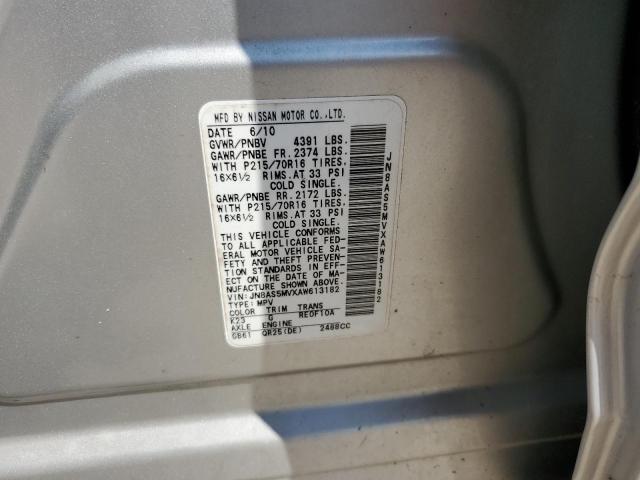 MFD BY NISSAN MOTOR CO.,LTD.
DATE 6/10
GVWR/PNBV 4391 LBS.
GAWR/PNBE FR. 2374 LBS.
WITH P215/70R16 TIRES.
16X6½ RIMS.AT 33 PSI
COLD SINGLE.
GAWR/PNBE RR. 2172 LBS.
WITH P215/70R16 TIRES.
16X6½ RIMS.AT 33 PSI
COLD SINGLE.
THIS VEHICLE CONFORMS
TO ALL APPLICABLE FED-
ERAL MOTOR VEHICLE SA-
FETY AND THEFT PREVEN-
TION STANDARDS IN EFF-
ECT ON THE DATE OF MA-
NUFACTURE SHOWN ABOVE
VIN:JN8AS5MVXAW613182
TYPE:MPV
COLOR TRIM TRANS
K23 G RE0F10A
AXLE ENGINE
GB61 QR25(DE) 2488CC
JN8AS5MVXAW613182